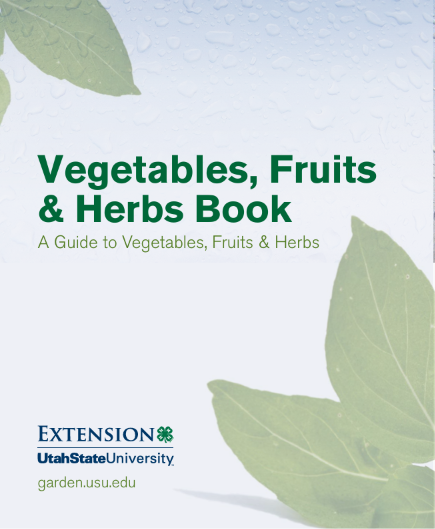 Vegetables, Fruits
& Herbs Book
A Guide to Vegetables, Fruits & Herbs
EXTENSION
UtahStateUniversity
garden.usu.edu